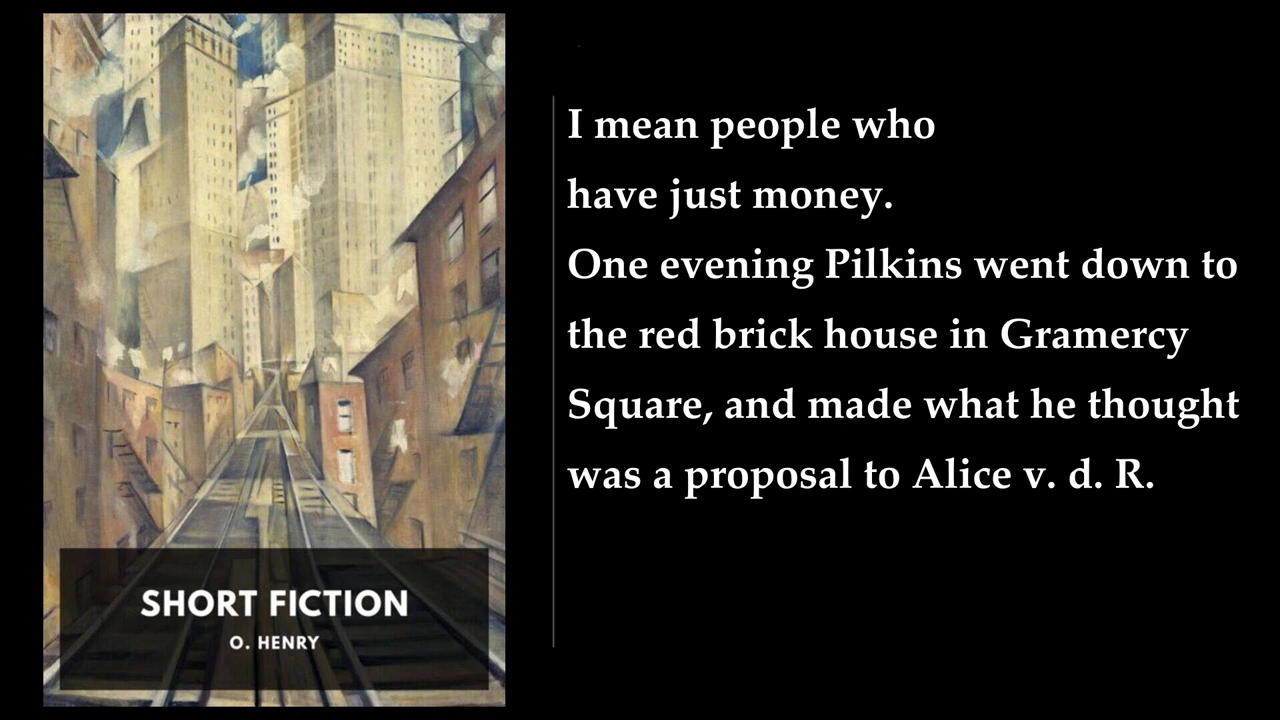 SHORT FICTION
O. HENRY
I mean people who
have just money.
One evening Pilkins went down to
the red brick house in Gramercy
Square, and made what he thought
was a proposal to Alice v. d. R.